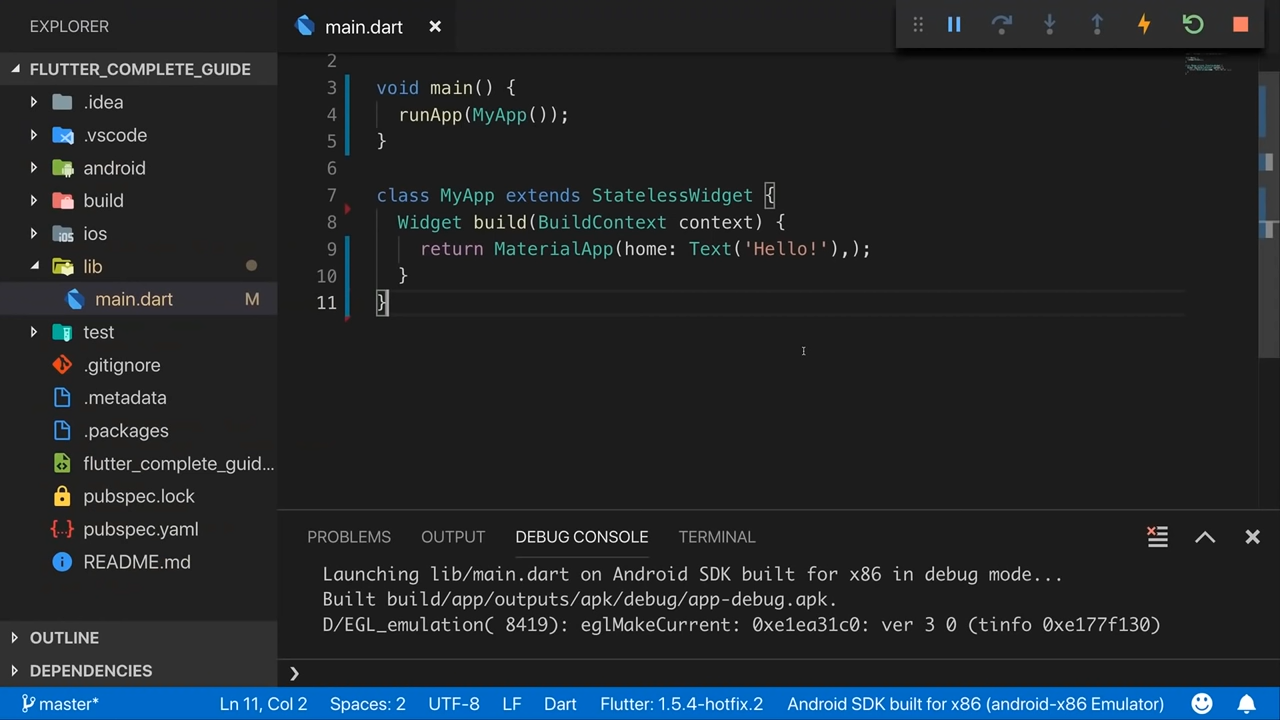 EXPLORER
FLUTTER_COMPLETE_GUIDE
.idea
.vscode
android
build
ios
lib
main.dart M
test
.gitignore
.metadata
.packages
flutter_complete_guid...
pubspec.lock
pubspec.yaml
README.md
OUTLINE
DEPENDENCIES
main.dart
2
3 void main() {
4 runApp(MyApp());
5 }
6
7 class MyApp extends StatelessWidget {
8 Widget build(BuildContext context) {
9 return MaterialApp(home: Text('Hello!'),);
10 }
11 }
PROBLEMS OUTPUT DEBUG CONSOLE TERMINAL
Launching lib/main.dart on Android SDK built for x86 in debug mode...
Built build/app/outputs/apk/debug/app-debug.apk.
D/EGL_emulation( 8419): eglMakeCurrent: 0xe1ea31c0: ver 3 0 (tinfo 0xe177f130)
master* Ln 11, Col 2 Spaces: 2 UTF-8 LF Dart Flutter: 1.5.4-hotfix.2 Android SDK built for x86 (android-x86 Emulator)